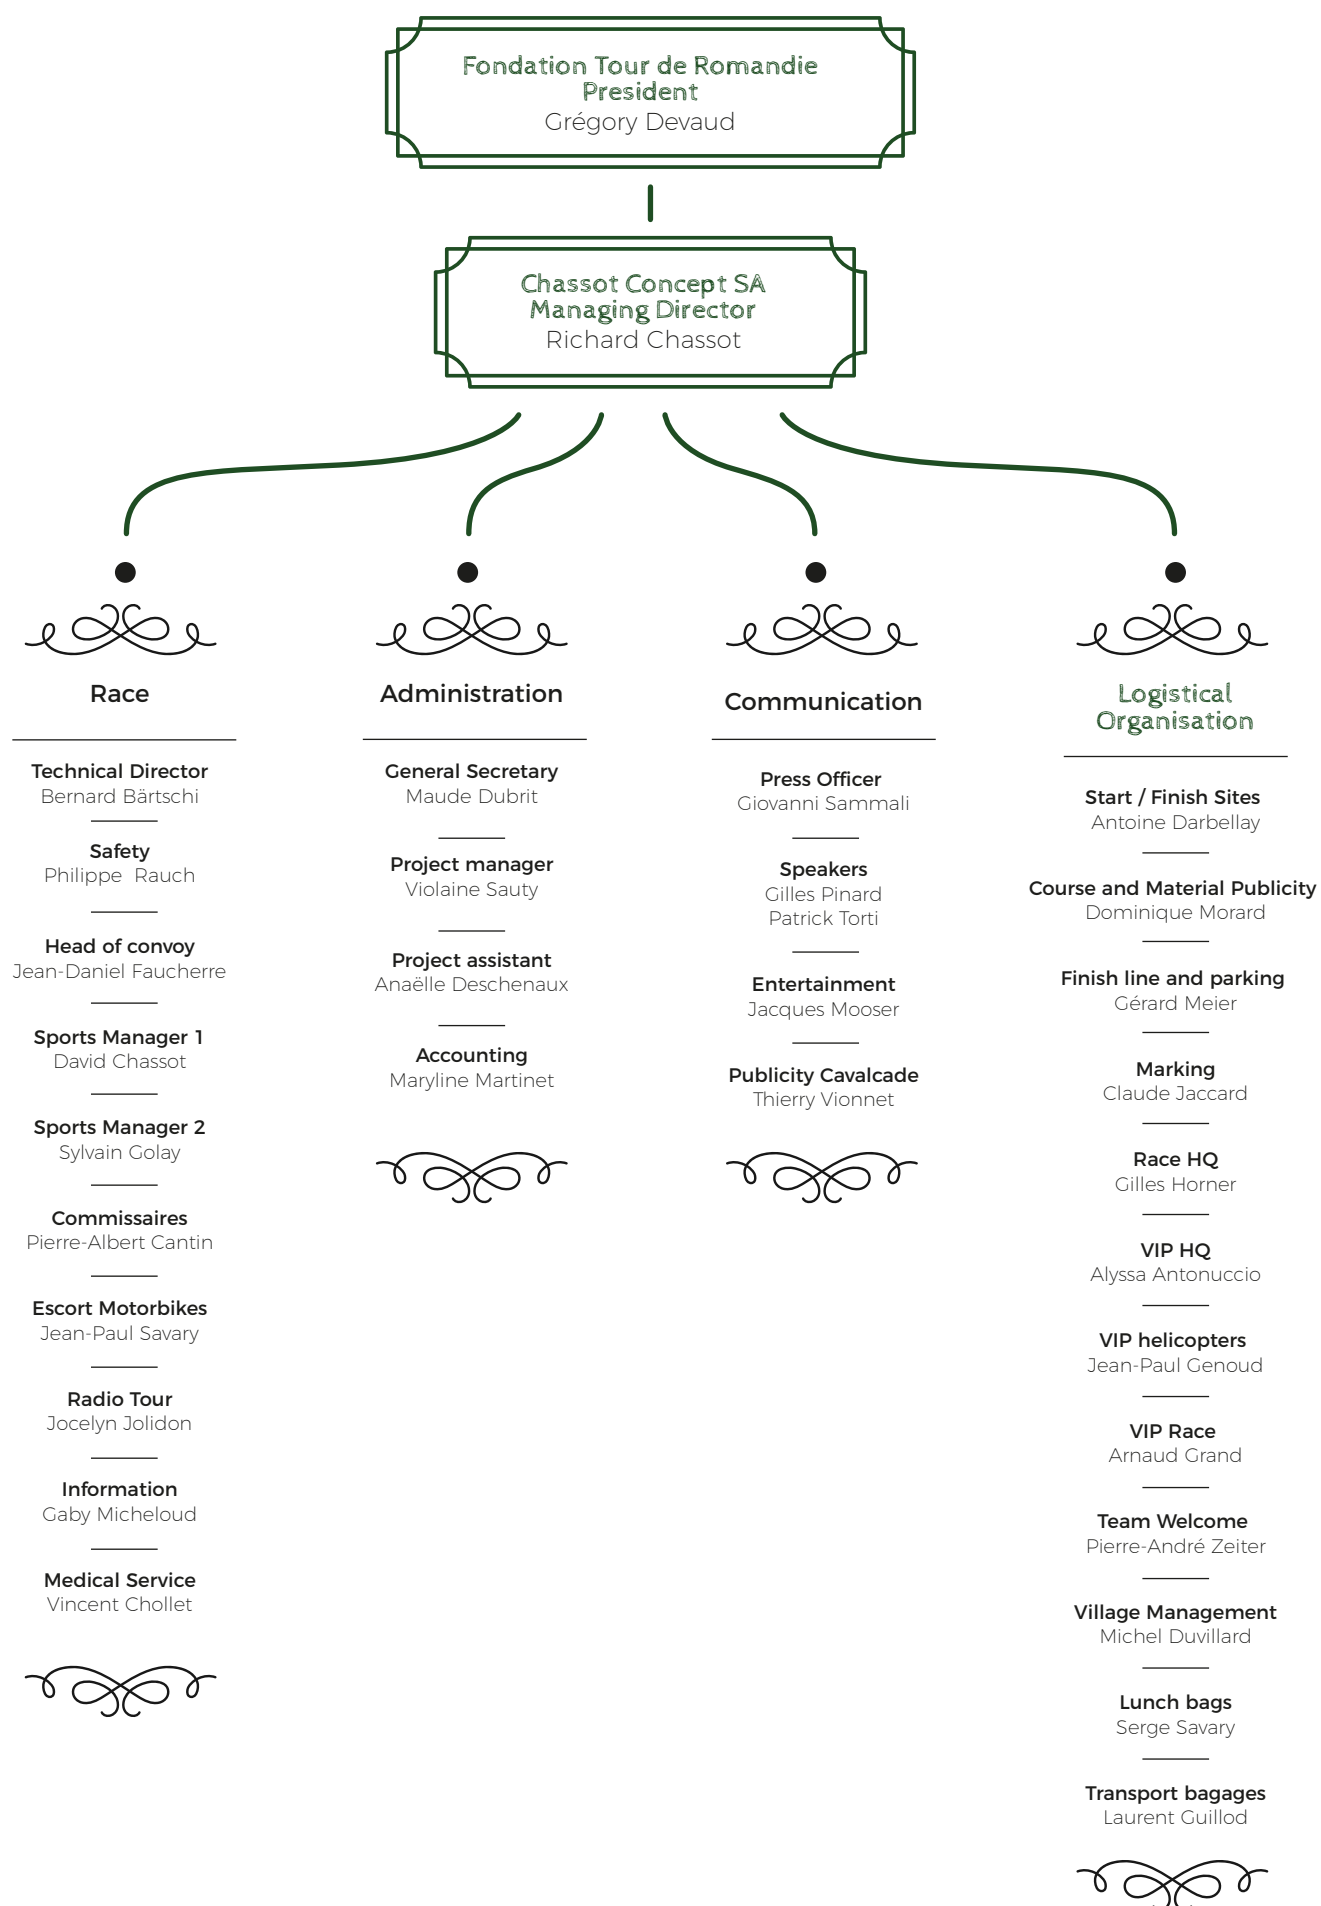 Fondation Tour de Romandie
President
Grégory Devaud
Chassot Concept SA
Managing Director
Richard Chassot
Race
Technical Director
Bernard Bärtschi
Safety
Philippe  Rauch
Head of convoy
Jean-Daniel Faucherre
Sports Manager 1
David Chassot
Sports Manager 2
Sylvain Golay
Commissaires
Pierre-Albert Cantin
Escort Motorbikes
Jean-Paul Savary
Radio Tour
Jocelyn Jolidon
Information
Gaby Micheloud
Medical Service
Vincent Chollet
Administration
General Secretary
Maude Dubrit
Project manager
Violaine Sauty
Project assistant
Anaëlle Deschenaux
Accounting
Maryline Martinet
Communication
Press Officer
Giovanni Sammali
Speakers
Gilles Pinard
Patrick Torti
Entertainment
Jacques Mooser
Publicity Cavalcade
Thierry Vionnet
Logistical
Organisation
Start / Finish Sites
Antoine Darbellay
Course and Material Publicity
Dominique Morard
Finish line and parking
Gérard Meier
Marking
Claude Jaccard
Race HQ
Gilles Horner
VIP HQ
Alyssa Antonuccio
VIP helicopters
Jean-Paul Genoud
VIP Race
Arnaud Grand
Team Welcome
Pierre-André Zeiter
Village Management
Michel Duvillard
Lunch bags
Serge Savary
Transport bagages
Laurent Guillod